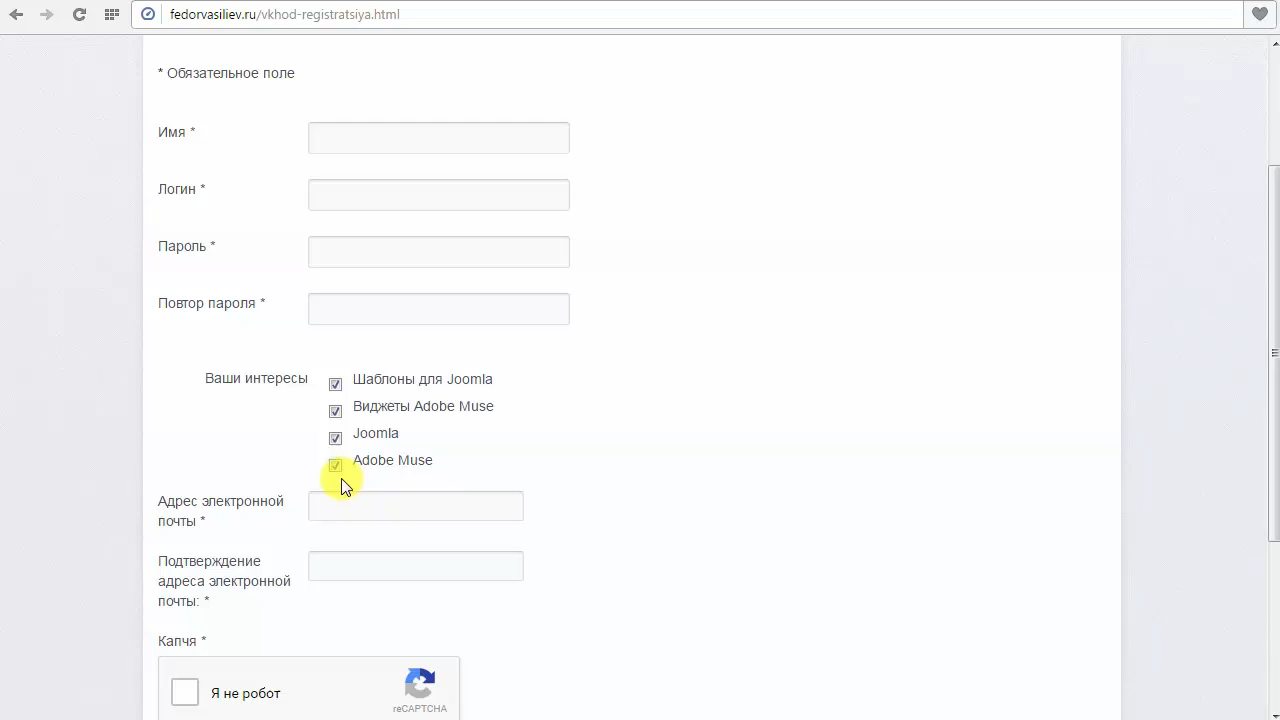 fedorvasiliev.ru/vkhod-registratsiya.html
* Обязательное поле
Имя *
Логин *
Пароль *
Повтор пароля *
Ваши интересы
Шаблоны для Joomla
Виджеты Adobe Muse
Joomla
Adobe Muse
Адрес электронной
почты *
Подтверждение
адреса электронной
почты: *
Капчя *
Я не робот
reCAPTCHA